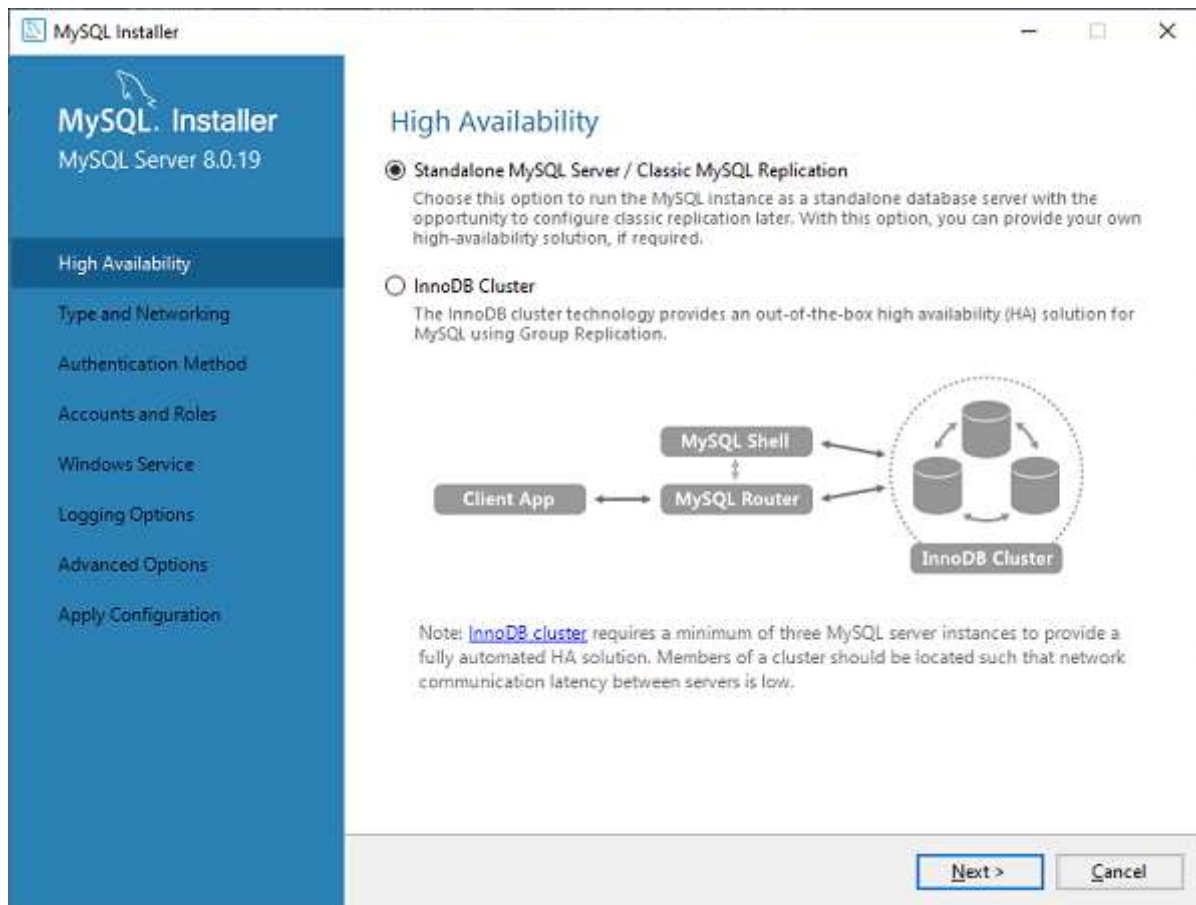 MySQL Installer
MySQL. Installer
MySQL Server 8.0.19
High Availability
Type and Networking
Authentication Method
Accounts and Roles
Windows Service
Logging Options
Advanced Options
Apply Configuration
High Availability
Standalone MySQL Server / Classic MySQL Replication
Choose this option to run the MySQL instance as a standalone database server with the
opportunity to configure classic replication later. With this option, you can provide your own
high-availability solution, if required.
InnoDB Cluster
The InnoDB cluster technology provides an out-of-the-box high availability (HA) solution for
MySQL using Group Replication.
MySQL Shell
Client App
MySQL Router
InnoDB Cluster
Note: InnoDB cluster requires a minimum of three MySQL server instances to provide a
fully automated HA solution. Members of a cluster should be located such that network
communication latency between servers is low.
Next >
Cancel